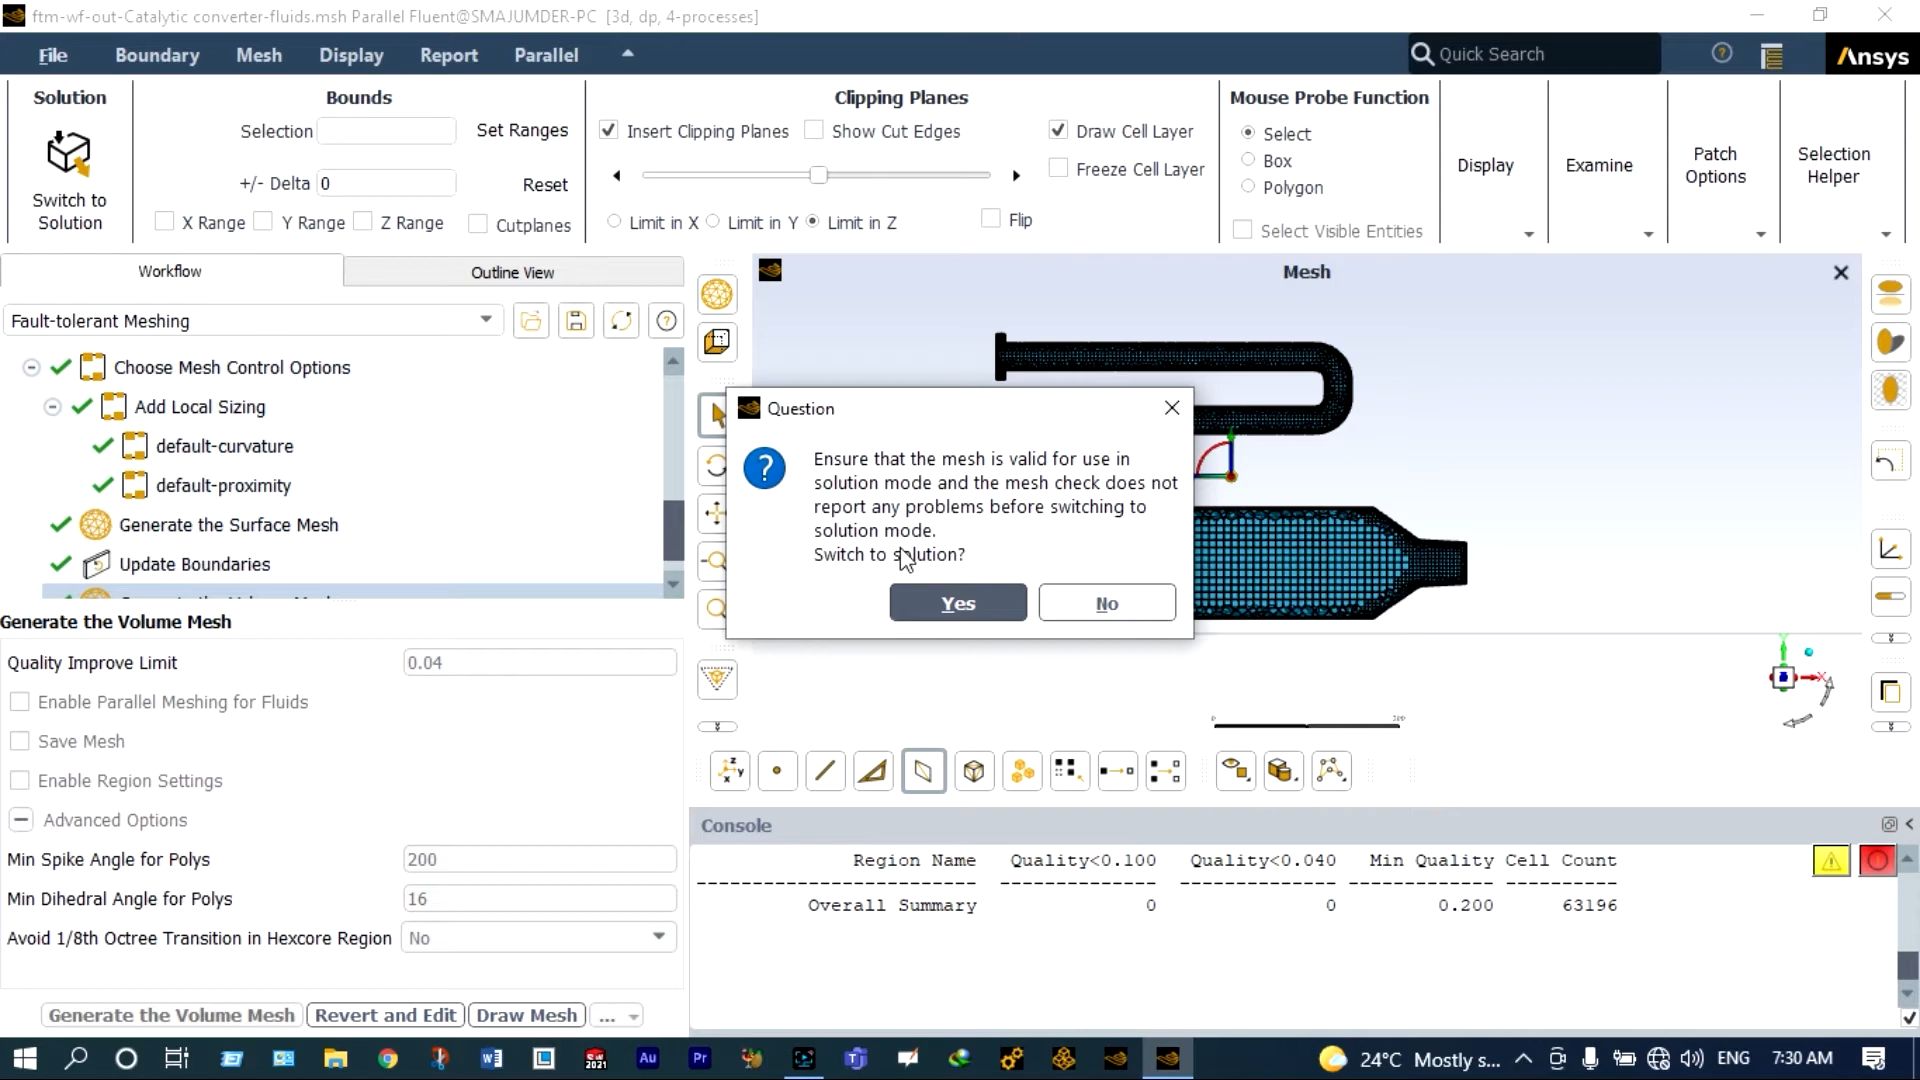 ftm-wf-out-Catalytic converter-fluids.msh Parallel Fluent@SMAJUMDER-PC [3d, dp, 4-processes]
File Boundary Mesh Display Report Parallel
Quick Search
Ansys
Solution
Switch to
Solution
Bounds
Selection
Set Ranges
+/- Delta 0
Reset
X Range Y Range Z Range Cutplanes
Clipping Planes
Insert Clipping Planes Show Cut Edges Draw Cell Layer
Freeze Cell Layer
Limit in X Limit in Y Limit in Z Flip
Mouse Probe Function
Select
Box
Polygon
Select Visible Entities
Display
Examine
Patch
Options
Selection
Helper
Workflow
Outline View
Fault-tolerant Meshing
Choose Mesh Control Options
Add Local Sizing
default-curvature
default-proximity
Generate the Surface Mesh
Update Boundaries
Generate the Volume Mesh
Quality Improve Limit 0.04
Enable Parallel Meshing for Fluids
Save Mesh
Enable Region Settings
Advanced Options
Min Spike Angle for Polys 200
Min Dihedral Angle for Polys 16
Avoid 1/8th Octree Transition in Hexcore Region No
Generate the Volume Mesh Revert and Edit Draw Mesh ...
Mesh
Question
Ensure that the mesh is valid for use in
solution mode and the mesh check does not
report any problems before switching to
solution mode.
Switch to solution?
Yes No
Console
Region Name Quality<0.100 Quality<0.040 Min Quality Cell Count
Overall Summary 0 0 0.200 63196
24°C Mostly s... ENG 7:30 AM